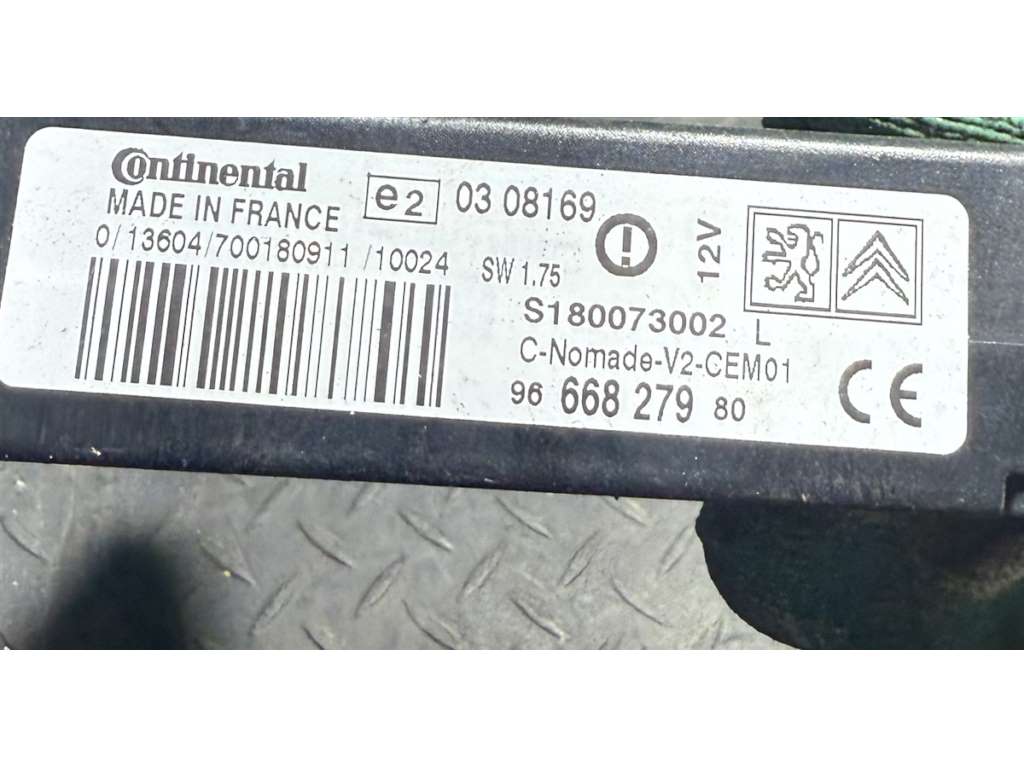 Continental
MADE IN FRANCE
e2 03 08169
0/13604/700180911/10024
SW 1.75
12V
S180073002 L
C-Nomade-V2-CEM01
96 668 279 80
CE